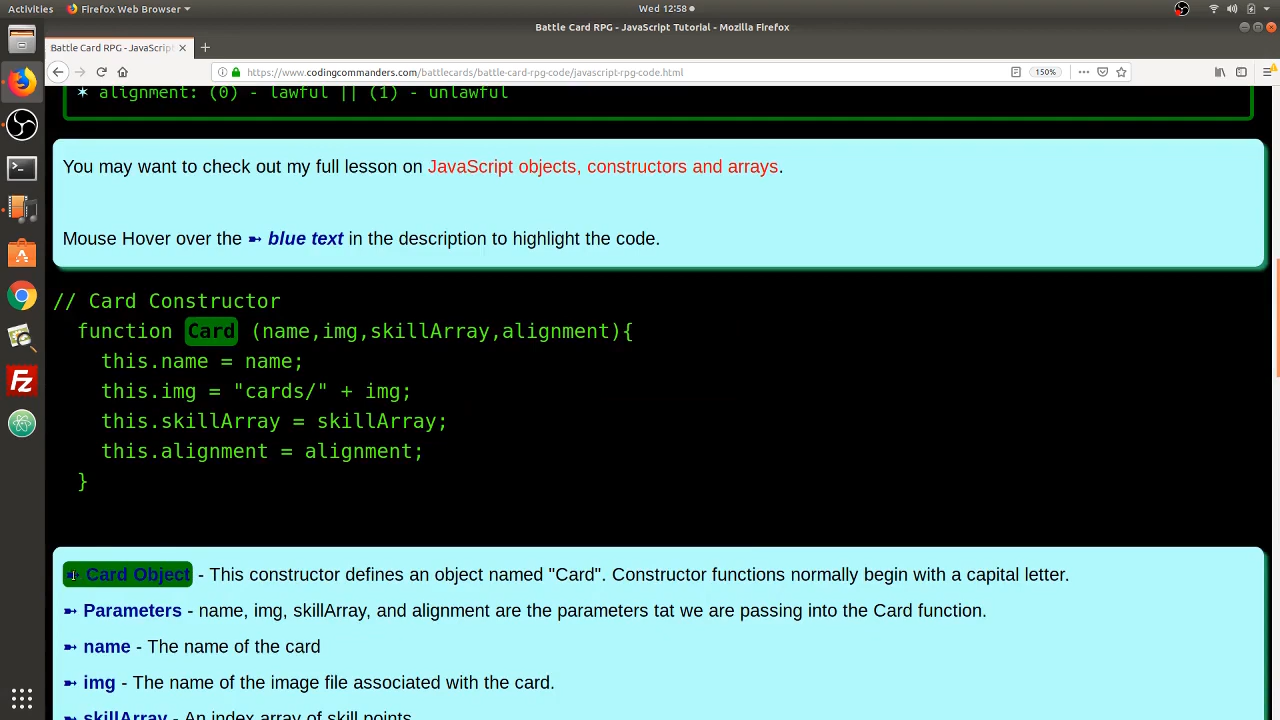 Activities
Firefox Web Browser
Wed 12:58
Battle Card RPG - JavaScript Tutorial - Mozilla Firefox
Battle Card RPG - JavaScript
https://www.codingcommanders.com/battlecards/battle-card-rpg-code/javascript-rpg-code.html
150%
* alignment: (0) - lawful || (1) - unlawful
You may want to check out my full lesson on JavaScript objects, constructors and arrays.
Mouse Hover over the ➼ blue text in the description to highlight the code.
// Card Constructor
function Card (name,img,skillArray,alignment){
this.name = name;
this.img = "cards/" + img;
this.skillArray = skillArray;
this.alignment = alignment;
}
➼ Card Object - This constructor defines an object named "Card". Constructor functions normally begin with a capital letter.
➼ Parameters - name, img, skillArray, and alignment are the parameters tat we are passing into the Card function.
➼ name - The name of the card
➼ img - The name of the image file associated with the card.
➼ skillArray - An index array of skill points.